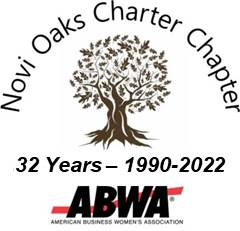 Novi Oaks Charter Chapter
32 Years – 1990-2022
ABWA®
AMERICAN BUSINESS WOMEN'S ASSOCIATION